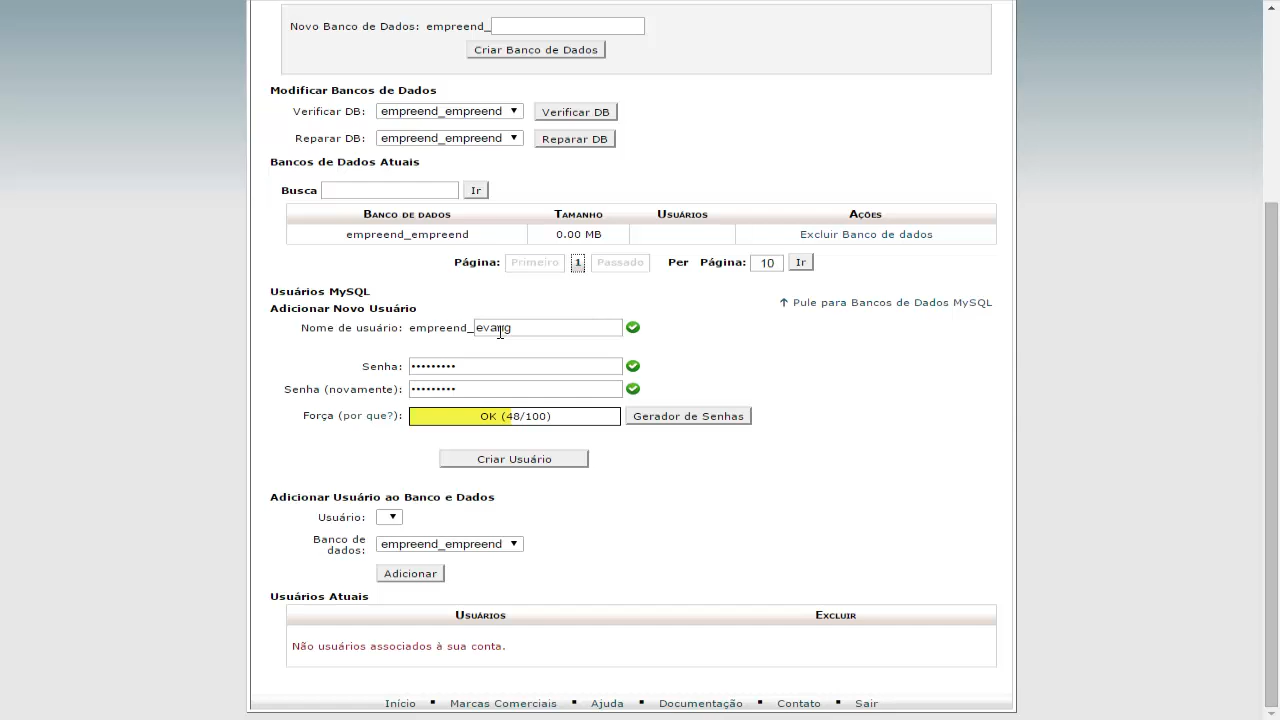 Novo Banco de Dados: empreend_
Criar Banco de Dados
Modificar Bancos de Dados
Verificar DB: empreend_empreend Verificar DB
Reparar DB: empreend_empreend Reparar DB
Bancos de Dados Atuais
Busca Ir
Banco de dados Tamanho Usuários Ações
empreend_empreend 0.00 MB Excluir Banco de dados
Página: Primeiro 1 Passado Per Página: 10 Ir
Usuários MySQL
↑ Pule para Bancos de Dados MySQL
Adicionar Novo Usuário
Nome de usuário: empreend_evang
Senha: •••••••••
Senha (novamente): •••••••••
Força (por que?): OK (48/100) Gerador de Senhas
Criar Usuário
Adicionar Usuário ao Banco e Dados
Usuário:
Banco de dados: empreend_empreend
Adicionar
Usuários Atuais
Usuários Excluir
Não usuários associados à sua conta.
Início ▪ Marcas Comerciais ▪ Ajuda ▪ Documentação ▪ Contato ▪ Sair